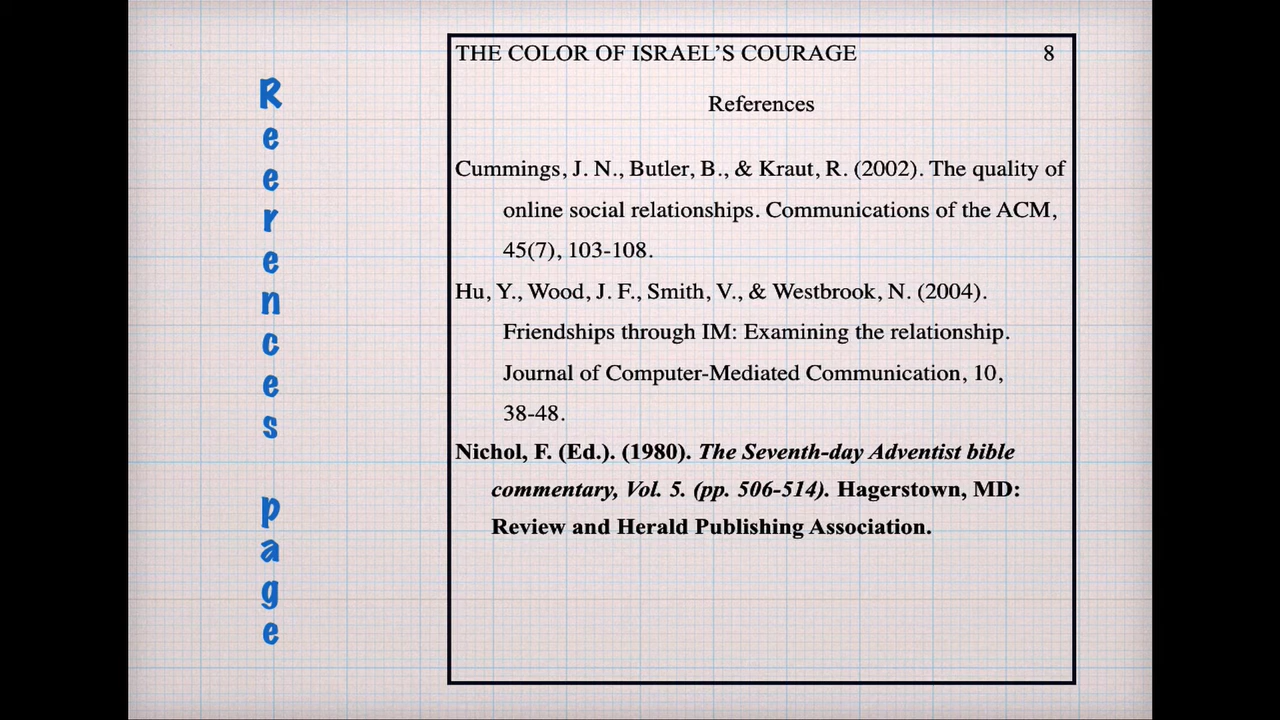 Reerences page
THE COLOR OF ISRAEL'S COURAGE 8
References
Cummings, J. N., Butler, B., & Kraut, R. (2002). The quality of
online social relationships. Communications of the ACM,
45(7), 103-108.
Hu, Y., Wood, J. F., Smith, V., & Westbrook, N. (2004).
Friendships through IM: Examining the relationship.
Journal of Computer-Mediated Communication, 10,
38-48.
Nichol, F. (Ed.). (1980). The Seventh-day Adventist bible
commentary, Vol. 5. (pp. 506-514). Hagerstown, MD:
Review and Herald Publishing Association.